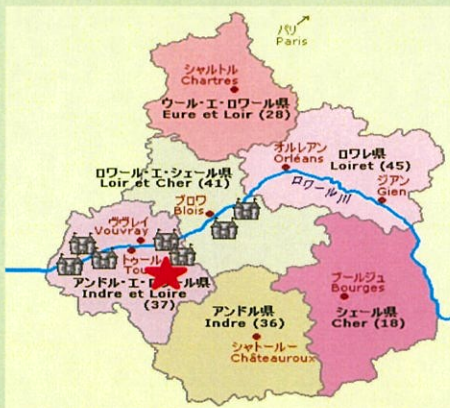 パリ
Paris
シャルトル
Chartres
ウール・エ・ロワール県
Eure et Loir (28)
オルレアン
Orléans
ロワレ県
Loiret (45)
ロワール・エ・シェール県
Loir et Cher (41)
ロワール川
ジアン
Gien
ブロワ
Blois
ヴヴレイ
Vouvray
トゥール
Tou
アンドル・エ・ロ
ル県
Indre et Loire
(37)
ブールジュ
Bourges
アンドル県
Indre (36)
シェール県
Cher (18)
シャトールー
Châteauroux